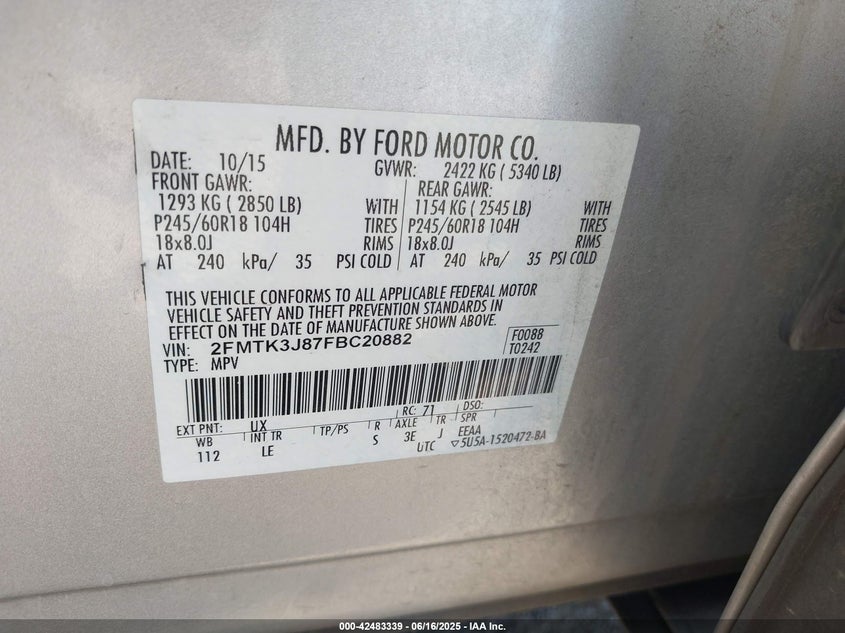 MFD. BY FORD MOTOR CO.
DATE: 10/15 GVWR: 2422 KG ( 5340 LB)
FRONT GAWR: REAR GAWR:
1293 KG ( 2850 LB) WITH 1154 KG ( 2545 LB) WITH
P245/60R18 104H TIRES P245/60R18 104H TIRES
18x8.0J RIMS 18x8.0J RIMS
AT 240 kPa/ 35 PSI COLD AT 240 kPa/ 35 PSI COLD
THIS VEHICLE CONFORMS TO ALL APPLICABLE FEDERAL MOTOR
VEHICLE SAFETY AND THEFT PREVENTION STANDARDS IN
EFFECT ON THE DATE OF MANUFACTURE SHOWN ABOVE.
VIN: 2FMTK3J87FBC20882 F0088
TYPE: MPV T0242
EXT PNT: UX RC: 71 DSO:
WB INT TR TP/PS R AXLE TR SPR
112 LE S 3E J EEAA
UTC ▽5U5A-1520472-BA
000-42483339 - 06/16/2025 - IAA Inc.